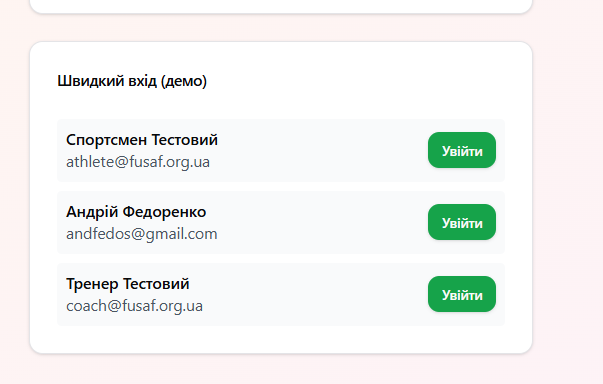 Швидкий вхід (демо)
Спортсмен Тестовий
athlete@fusaf.org.ua
Увійти
Андрій Федоренко
andfedos@gmail.com
Увійти
Тренер Тестовий
coach@fusaf.org.ua
Увійти